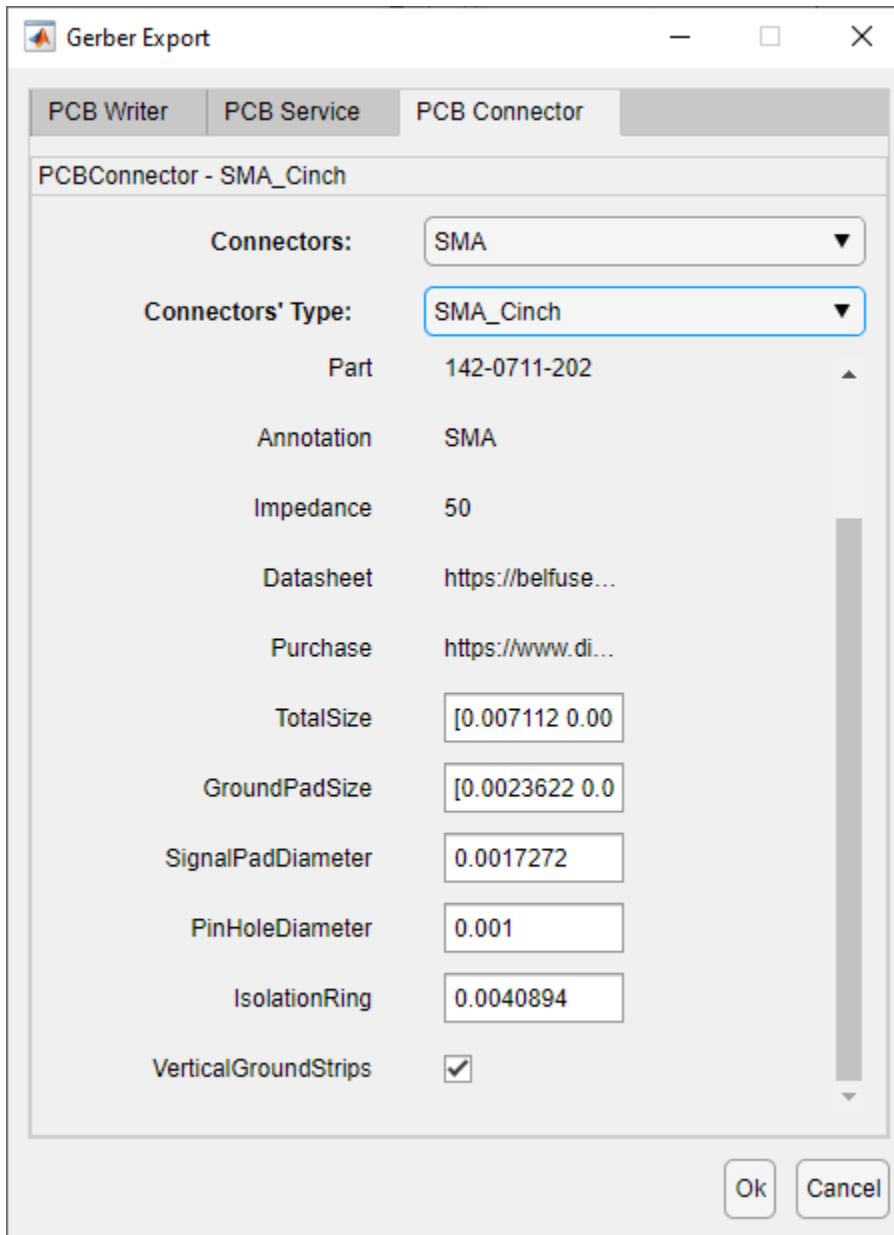 Gerber Export
PCB Writer PCB Service PCB Connector
PCBConnector - SMA_Cinch
Connectors: SMA
Connectors' Type: SMA_Cinch
Part 142-0711-202
Annotation SMA
Impedance 50
Datasheet https://belfuse...
Purchase https://www.di...
TotalSize [0.007112 0.00
GroundPadSize [0.0023622 0.0
SignalPadDiameter 0.0017272
PinHoleDiameter 0.001
IsolationRing 0.0040894
VerticalGroundStrips
Ok Cancel